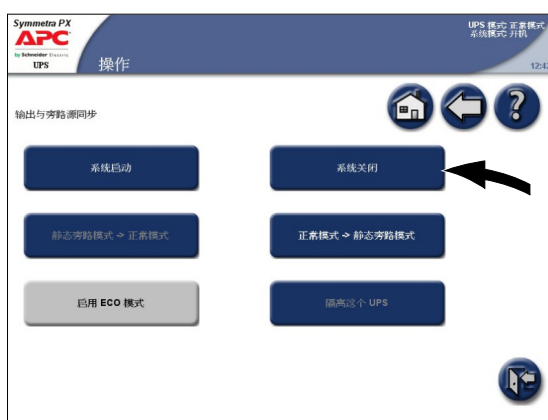 Symmetra PX
APC
by Schneider Electric
UPS
操作
UPS 模式 正常模式
系统模式 开机
12:42
输出与旁路源同步
系统启动
系统关闭
静态旁路模式 -> 正常模式
正常模式 -> 静态旁路模式
启用 ECO 模式
隔离这个 UPS